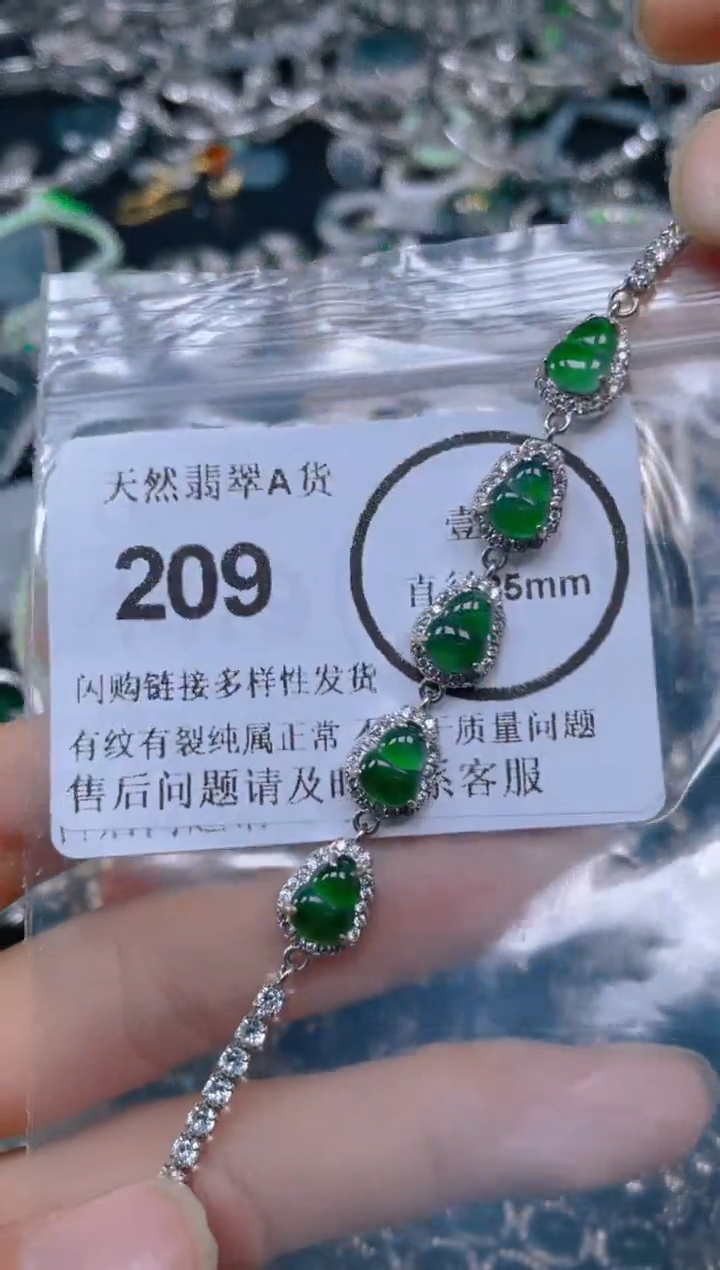 天然翡翠A货
壹
209
直 5mm
闪购链接多样性发货
有纹有裂纯属正常 质量问题
售后问题请及 系客服